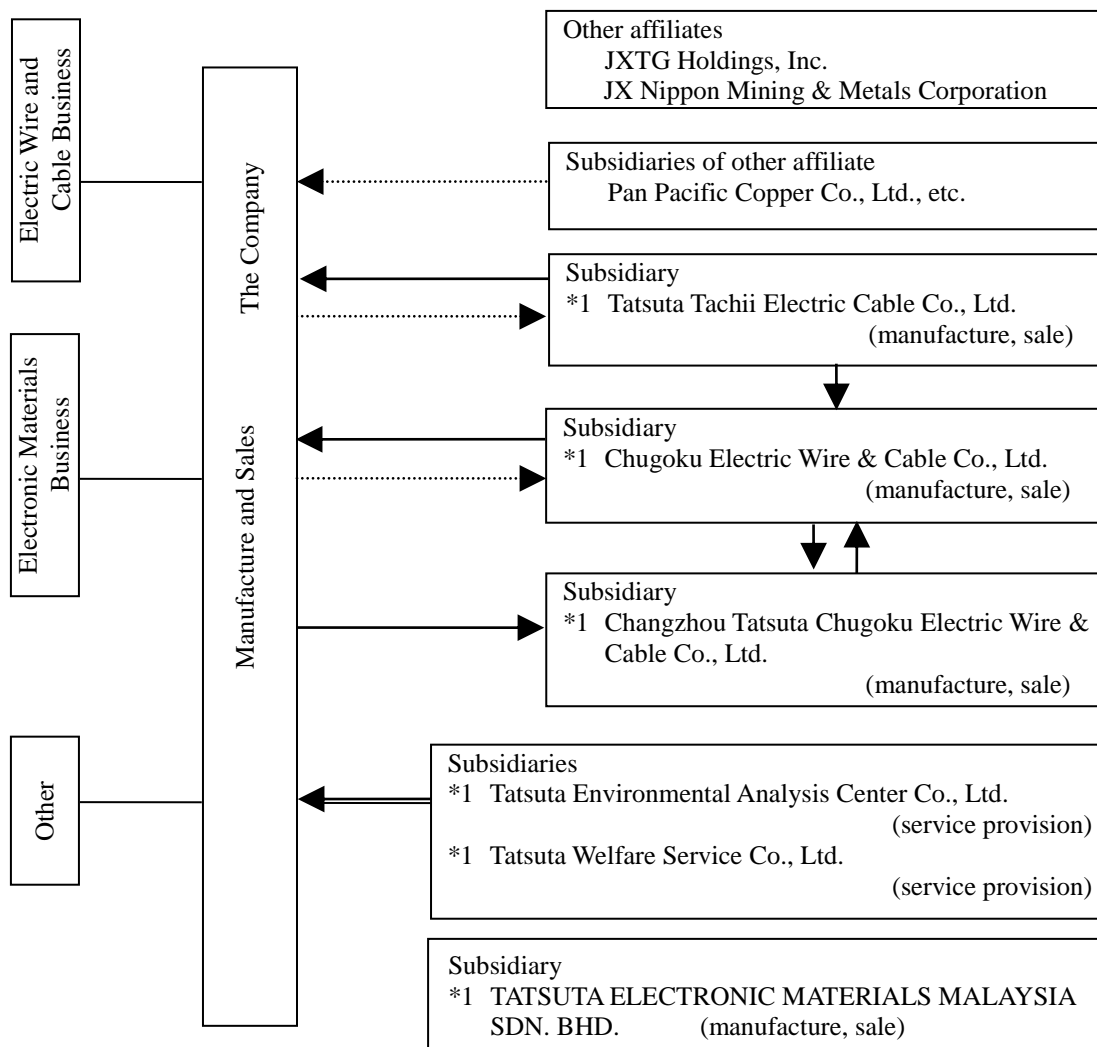 Electric Wire and
Cable Business
Electronic Materials
Business
Other
The Company
Manufacture and Sales
Other affiliates
JXTG Holdings, Inc.
JX Nippon Mining & Metals Corporation
Subsidiaries of other affiliate
Pan Pacific Copper Co., Ltd., etc.
Subsidiary
*1 Tatsuta Tachii Electric Cable Co., Ltd.
(manufacture, sale)
Subsidiary
*1 Chugoku Electric Wire & Cable Co., Ltd.
(manufacture, sale)
Subsidiary
*1 Changzhou Tatsuta Chugoku Electric Wire &
Cable Co., Ltd.
(manufacture, sale)
Subsidiaries
*1 Tatsuta Environmental Analysis Center Co., Ltd.
(service provision)
*1 Tatsuta Welfare Service Co., Ltd.
(service provision)
Subsidiary
*1 TATSUTA ELECTRONIC MATERIALS MALAYSIA
SDN. BHD. (manufacture, sale)